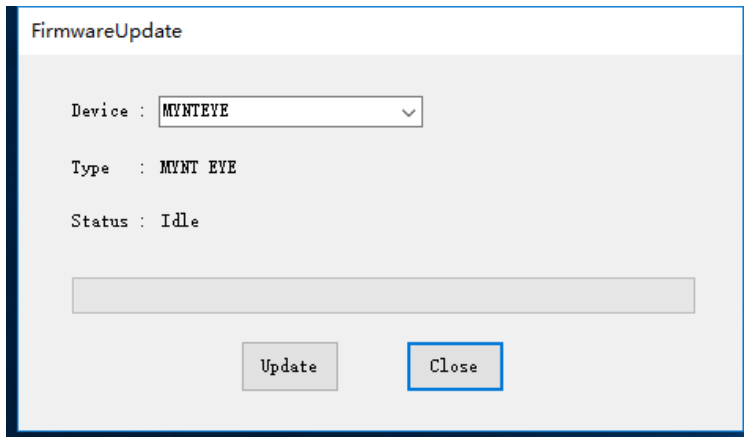 FirmwareUpdate
Device : MYNTEYE
Type : MYNT EYE
Status : Idle
Update Close